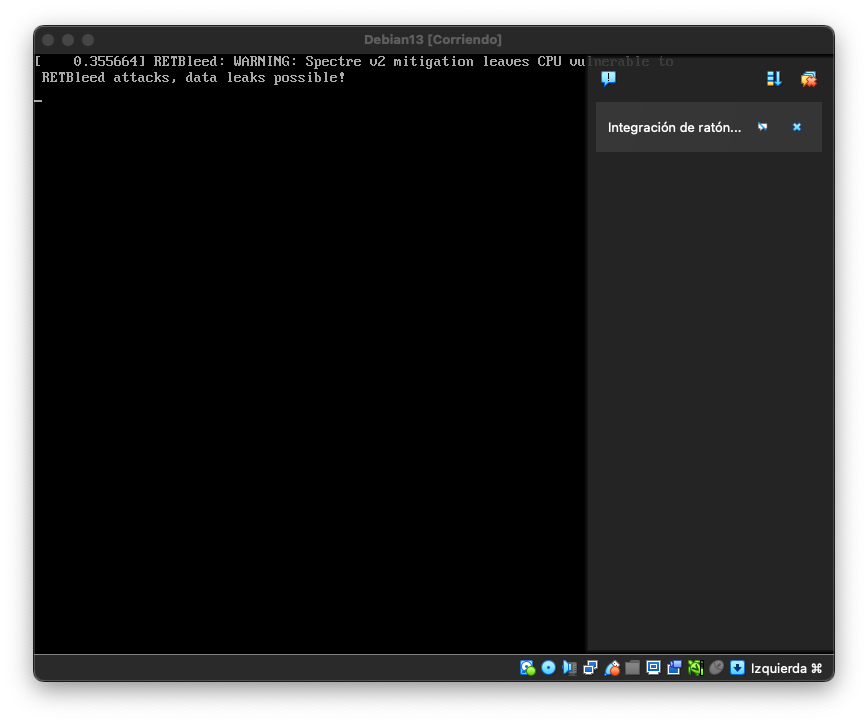 Debian13 [Corriendo]
[    0.355664] RETBleed: WARNING: Spectre v2 mitigation leaves CPU vulnerable to
RETBleed attacks, data leaks possible!
Integración de ratón...
Izquierda ⌘